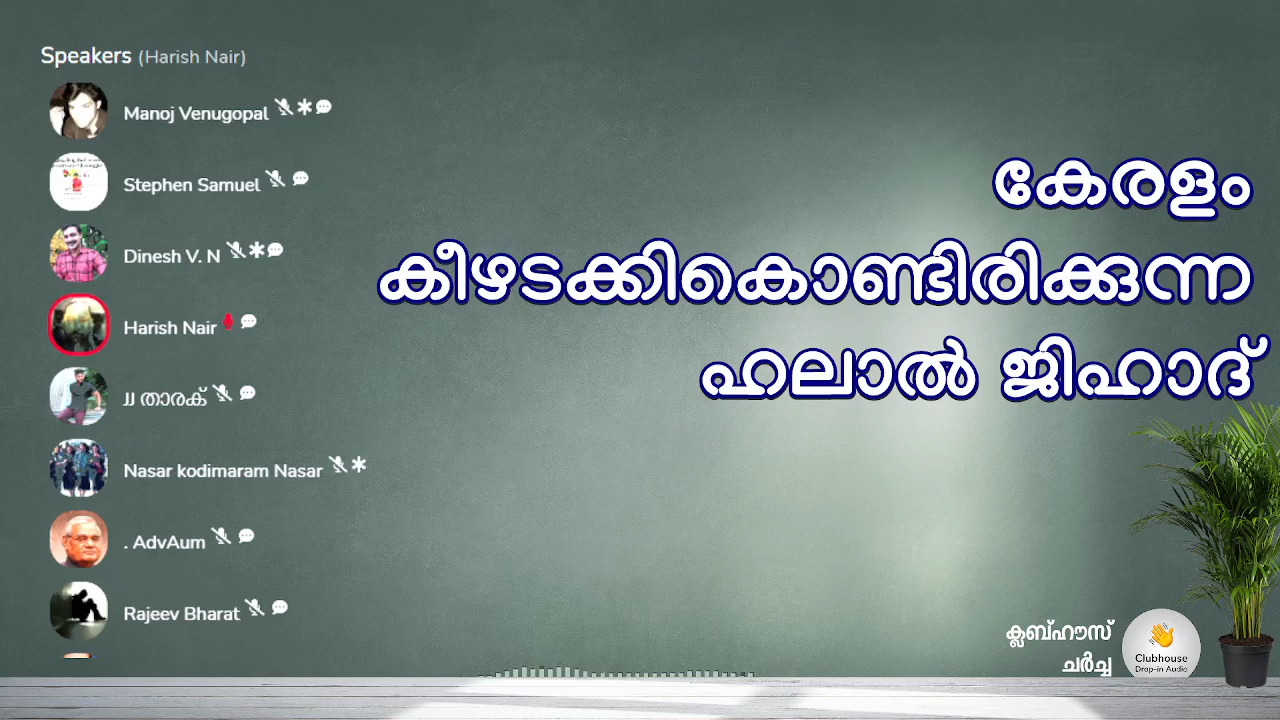 Speakers (Harish Nair)
Manoj Venugopal
Stephen Samuel
Dinesh V. N
Harish Nair
JJ താരക്
Nasar kodimaram Nasar
. AdvAum
Rajeev Bharat
കേരളം
കീഴടക്കികൊണ്ടിരിക്കുന്ന
ഹലാൽ ജിഹാദ്
ക്ലബ്ഹൗസ്
ചർച്ച
Clubhouse
Drop-in Audio